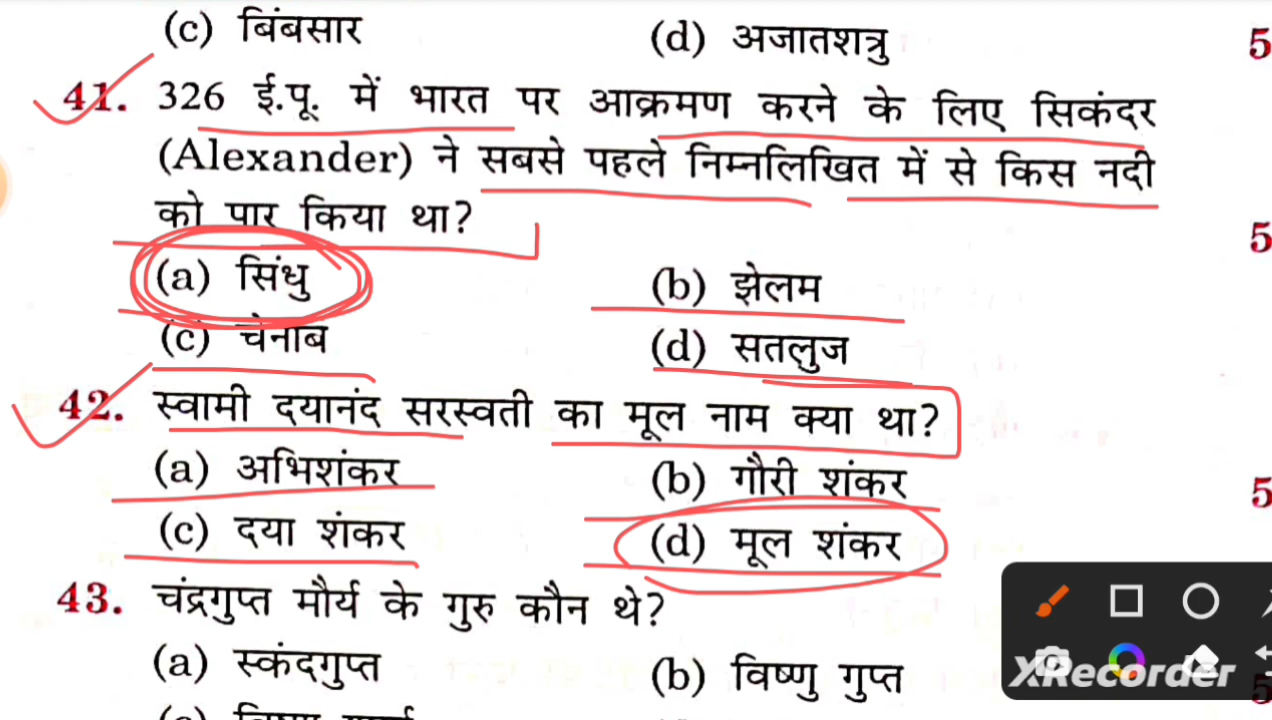 (c) बिंबसार (d) अजातशत्रु 5
41. 326 ई.पू. में भारत पर आक्रमण करने के लिए सिकंदर
(Alexander) ने सबसे पहले निम्नलिखित में से किस नदी
को पार किया था? 5
(a) सिंधु (b) झेलम
(c) चेनाब (d) सतलुज
42. स्वामी दयानंद सरस्वती का मूल नाम क्या था?
(a) अभिशंकर (b) गौरी शंकर 5
(c) दया शंकर (d) मूल शंकर
43. चंद्रगुप्त मौर्य के गुरु कौन थे?
(a) स्कंदगुप्त (b) विष्णु गुप्त
XRecorder